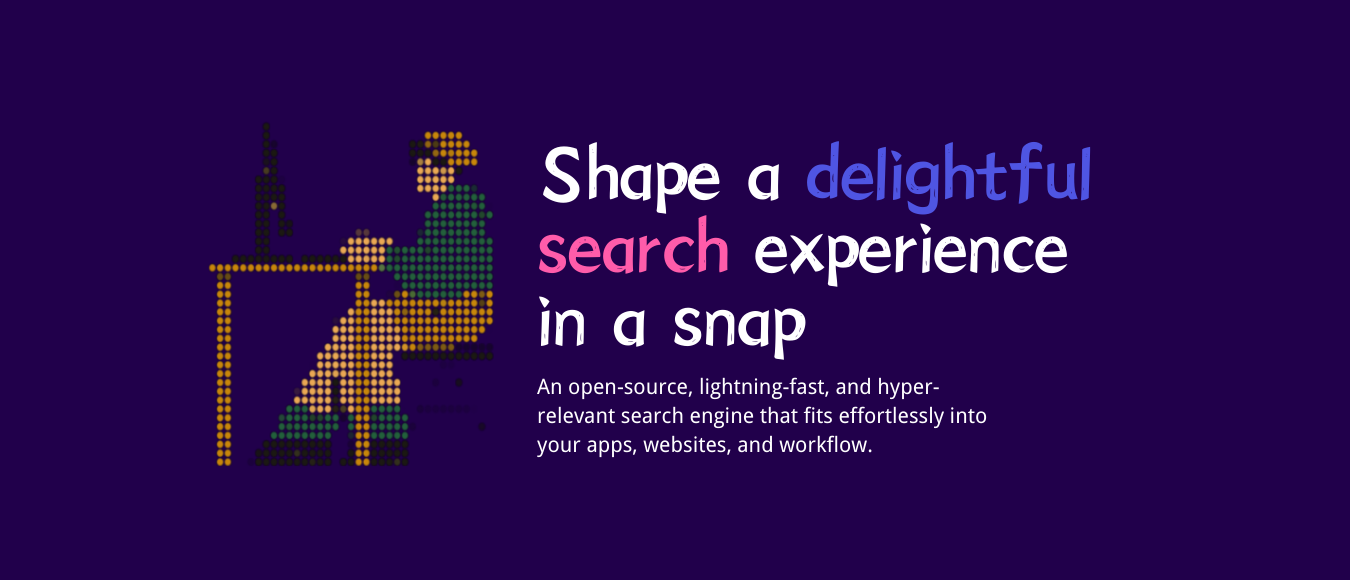 Shape a delightful
search experience
in a snap
An open-source, lightning-fast, and hyper-
relevant search engine that fits effortlessly into
your apps, websites, and workflow.